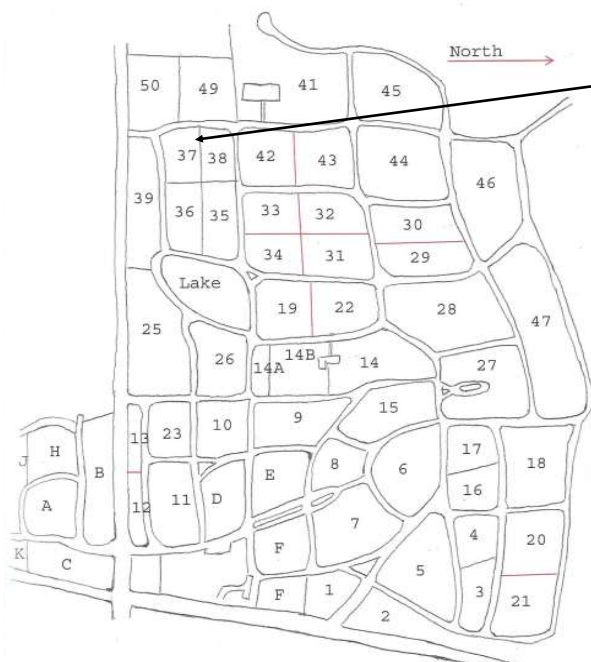 North
50 49 41 45
37 38 42 43 44
46
39 36 35 33 32 30
34 31 29
Lake
25 19 22 28 47
26 14A 14B 14 27
13 23 10 9 15
J H B 8 6 17 18
A 12 11 D E 16
7 4 20
K C F 5
F 1 3 21
2